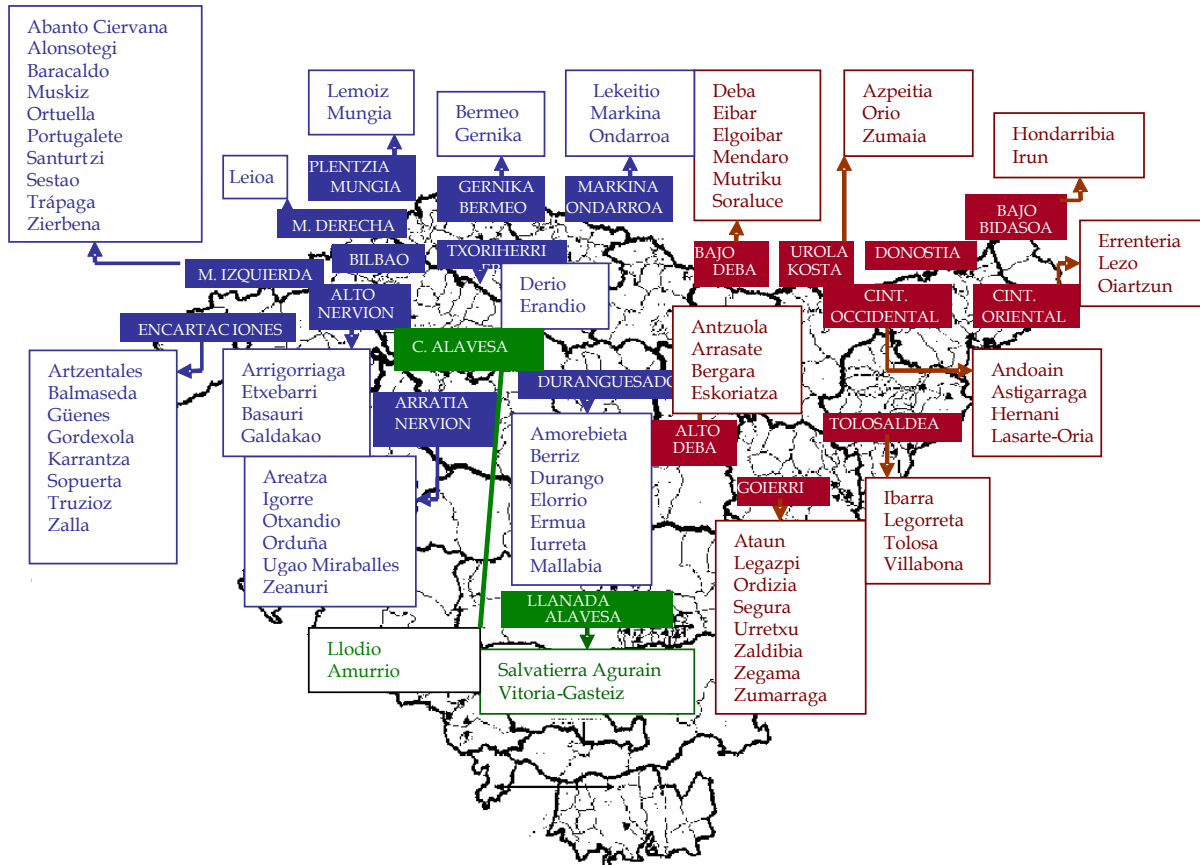 Abanto Ciervana
Alonsotegi
Baracaldo
Muskiz
Ortuella
Portugalete
Santurtzi
Sestao
Trápaga
Zierbena
Lemoiz
Mungia
Bermeo
Gernika
Lekeitio
Markina
Ondarroa
Deba
Eibar
Elgoibar
Mendaro
Mutriku
Soraluce
Azpeitia
Orio
Zumaia
Hondarribia
Irun
Leioa
PLENTZIA
MUNGIA
GERNIKA
BERMEO
MARKINA
ONDARROA
M. DERECHA
BILBAO
TXORIHERRI
BAJO
DEBA
UROLA
KOSTA
DONOSTIA
BAJO
BIDASOA
Errenteria
Lezo
Oiartzun
M. IZQUIERDA
ALTO
NERVION
Derio
Erandio
CINT.
OCCIDENTAL
CINT.
ORIENTAL
ENCARTACIONES
C. ALAVESA
Antzuola
Arrasate
Bergara
Eskoriatza
Artzentales
Balmaseda
Güenes
Gordexola
Karrantza
Sopuerta
Truzioz
Zalla
Arrigorriaga
Etxebarri
Basauri
Galdakao
ARRATIA
NERVION
DURANGUESADO
Andoain
Astigarraga
Hernani
Lasarte-Oria
ALTO
DEBA
TOLOSALDEA
Areatza
Igorre
Otxandio
Orduña
Ugao Miraballes
Zeanuri
Amorebieta
Berriz
Durango
Elorrio
Ermua
Iurreta
Mallabia
GOIERRI
Ibarra
Legorreta
Tolosa
Villabona
Ataun
Legazpi
Ordizia
Segura
Urretxu
Zaldibia
Zegama
Zumarraga
LLANADA
ALAVESA
Llodio
Amurrio
Salvatierra Agurain
Vitoria-Gasteiz